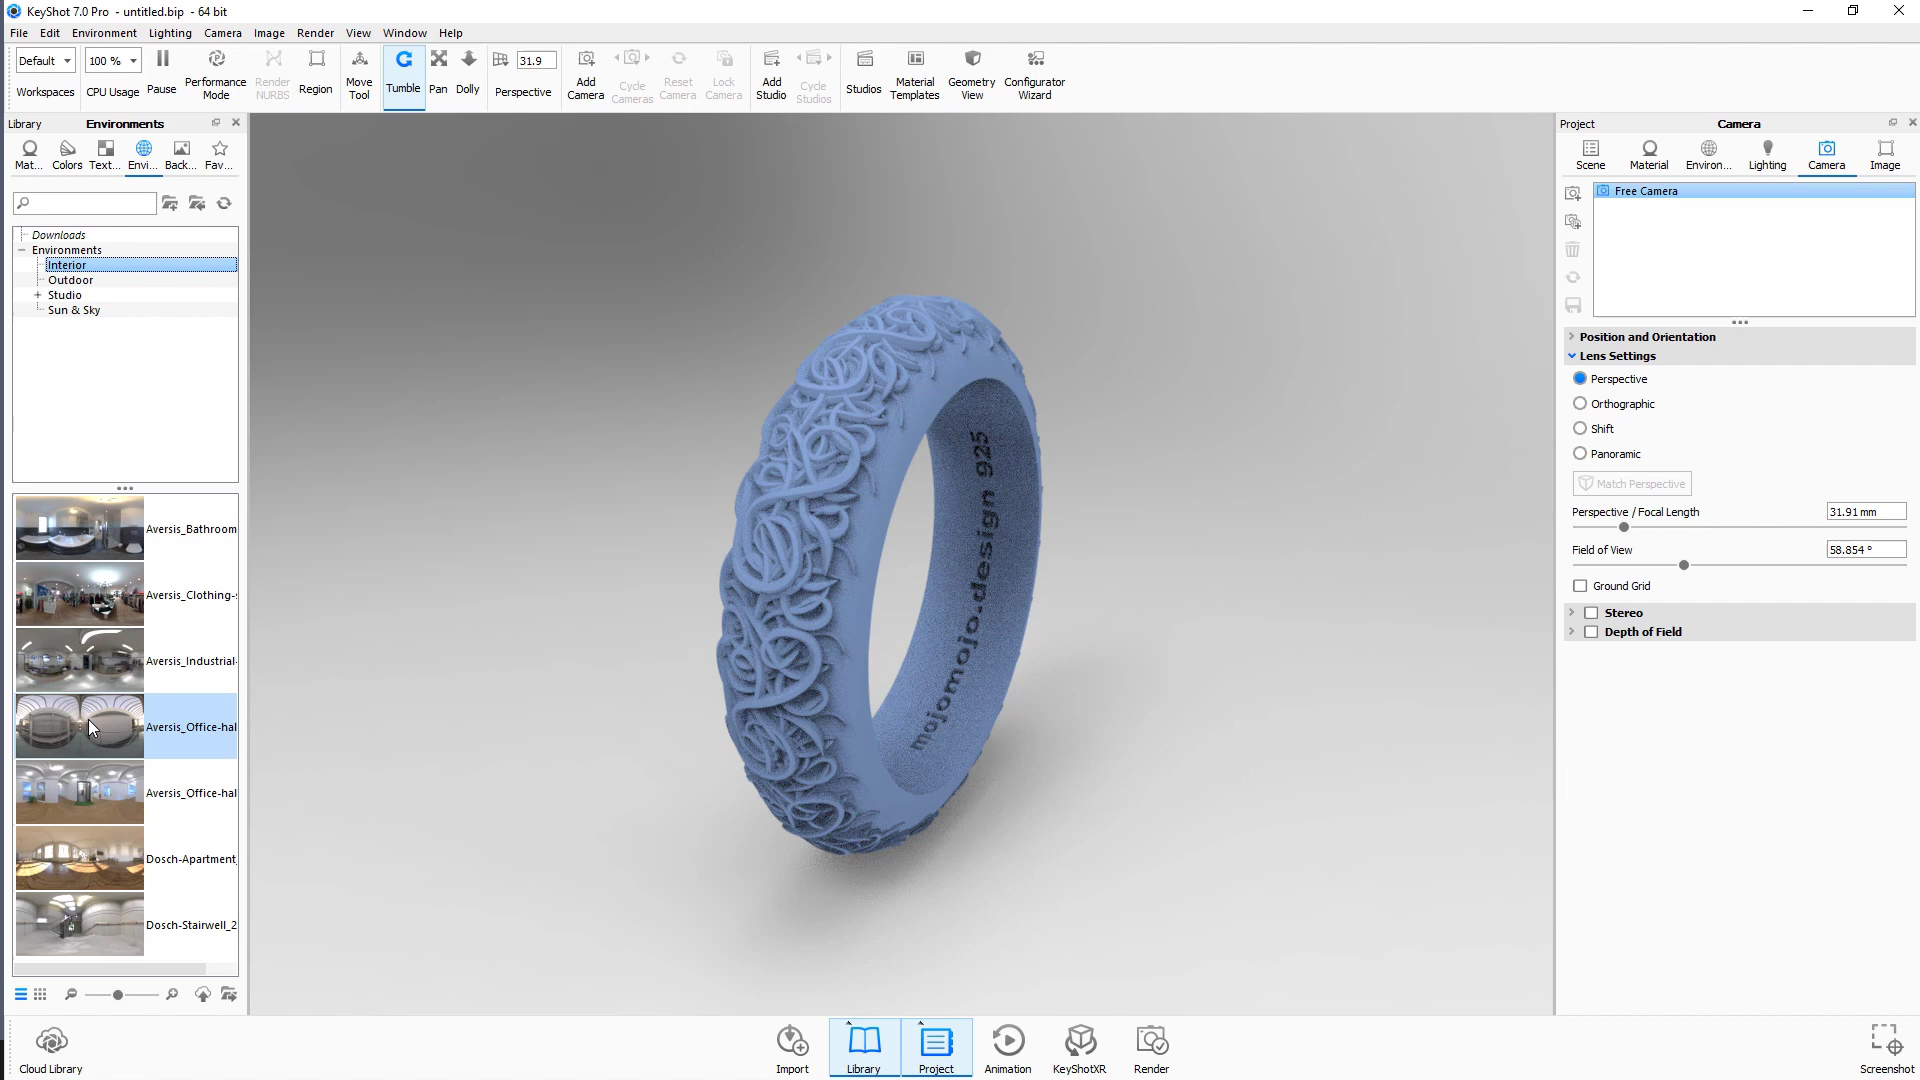 KeyShot 7.0 Pro - untitled.bip - 64 bit
File Edit Environment Lighting Camera Image Render View Window Help
Default
Workspaces
100 %
CPU Usage
Pause
Performance
Mode
Render
NURBS
Region
Move
Tool
Tumble
Pan
Dolly
31.9
Perspective
Add
Camera
Cycle
Cameras
Reset
Camera
Lock
Camera
Add
Studio
Cycle
Studios
Studios
Material
Templates
Geometry
View
Configurator
Wizard
Library
Environments
Mat... Colors Text... Envi... Back... Fav...
Downloads
Environments
Interior
Outdoor
Studio
Sun & Sky
Aversis_Bathroom
Aversis_Clothing-s
Aversis_Industrial-
Aversis_Office-hal
Aversis_Office-hal
Dosch-Apartment_
Dosch-Stairwell_2
mojomojo.design 925
Project
Camera
Scene Material Environ... Lighting Camera Image
Free Camera
Position and Orientation
Lens Settings
Perspective
Orthographic
Shift
Panoramic
Match Perspective
Perspective / Focal Length 31.91 mm
Field of View 58.854 °
Ground Grid
Stereo
Depth of Field
Cloud Library
Import
Library
Project
Animation
KeyShotXR
Render
Screenshot